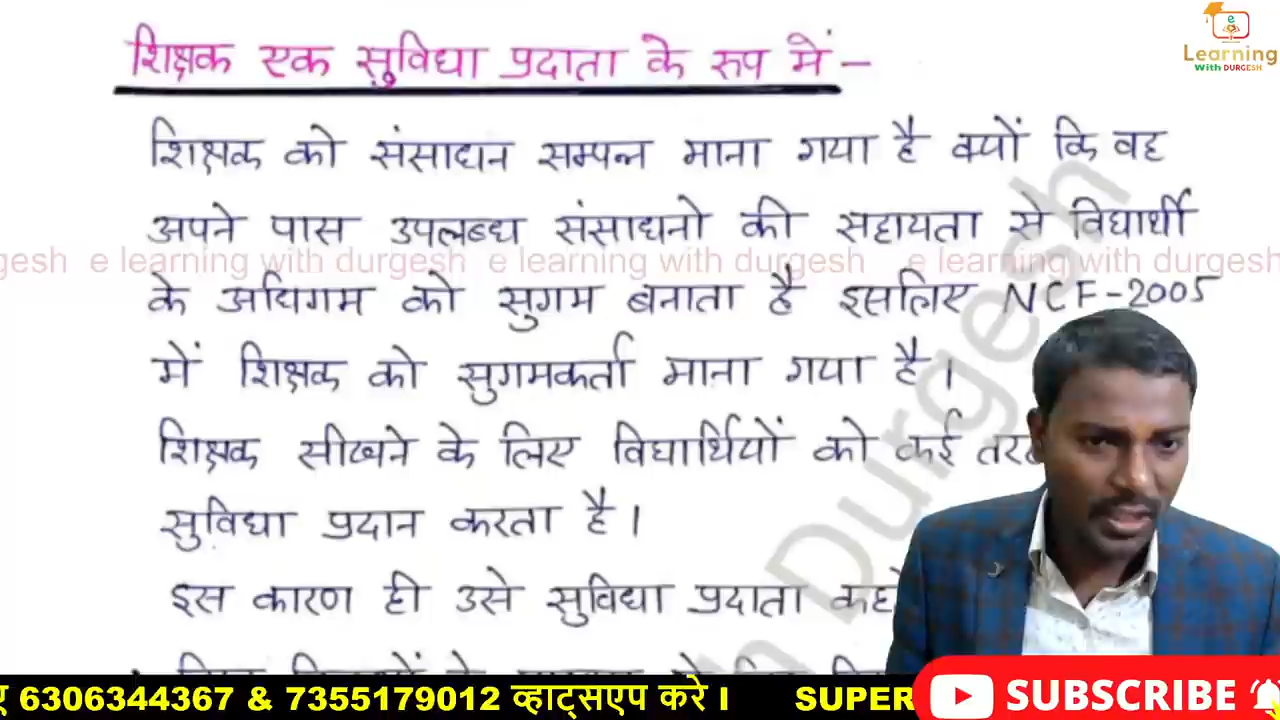 शिक्षक एक सुविधा प्रदाता के रुप में -
e
Learning
With DURGESH
शिक्षक को संसाधन सम्पन्न माना गया है क्यों कि वह
अपने पास उपलब्ध संसाधनो की सहायता से विद्यार्थी
gesh e learning with durgesh e learning with durgesh e learning with durgesh
के अधिगम को सुगम बनाता है इसलिए NCF-2005
में शिक्षक को सुगमकर्ता माना गया है।
शिक्षक सीखने के लिए विद्यार्थियों को कई
सुविधा प्रदान करता है।
इस कारण ही उसे सुविधा प्रदाता
h Durgesh
6306344367 & 7355179012 व्हाट्सएप करे I SUPER
SUBSCRIBE